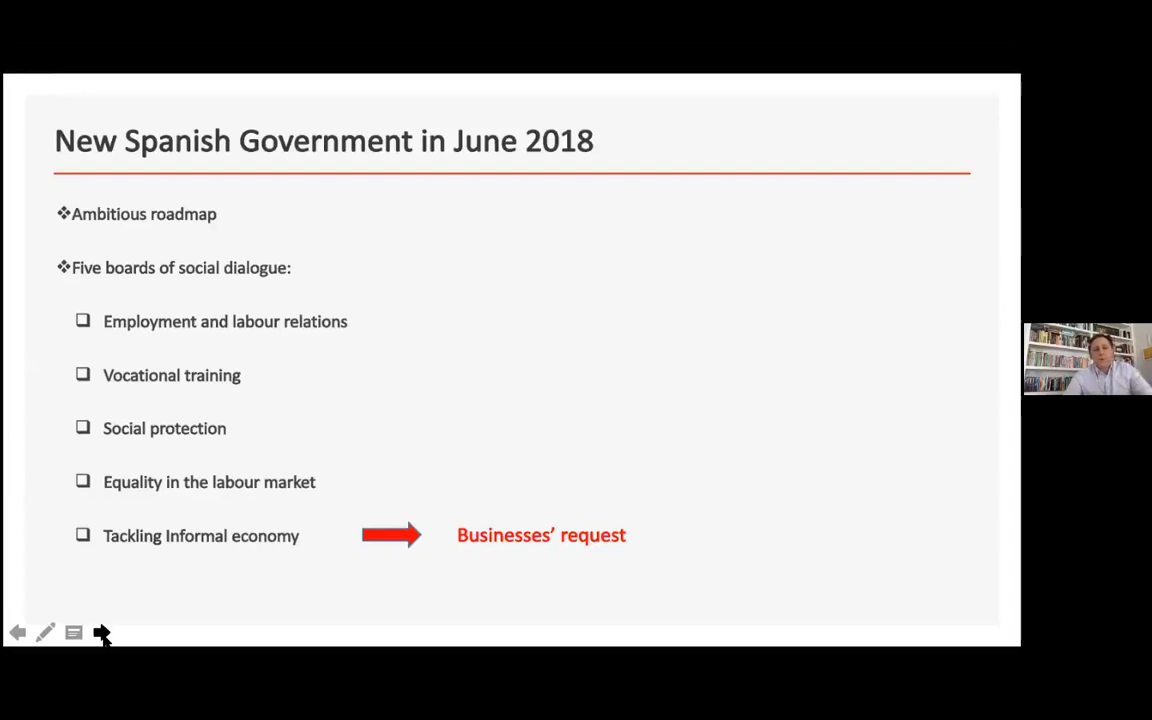 New Spanish Government in June 2018
❖Ambitious roadmap
❖Five boards of social dialogue:
❑ Employment and labour relations
❑ Vocational training
❑ Social protection
❑ Equality in the labour market
❑ Tackling Informal economy Businesses’ request